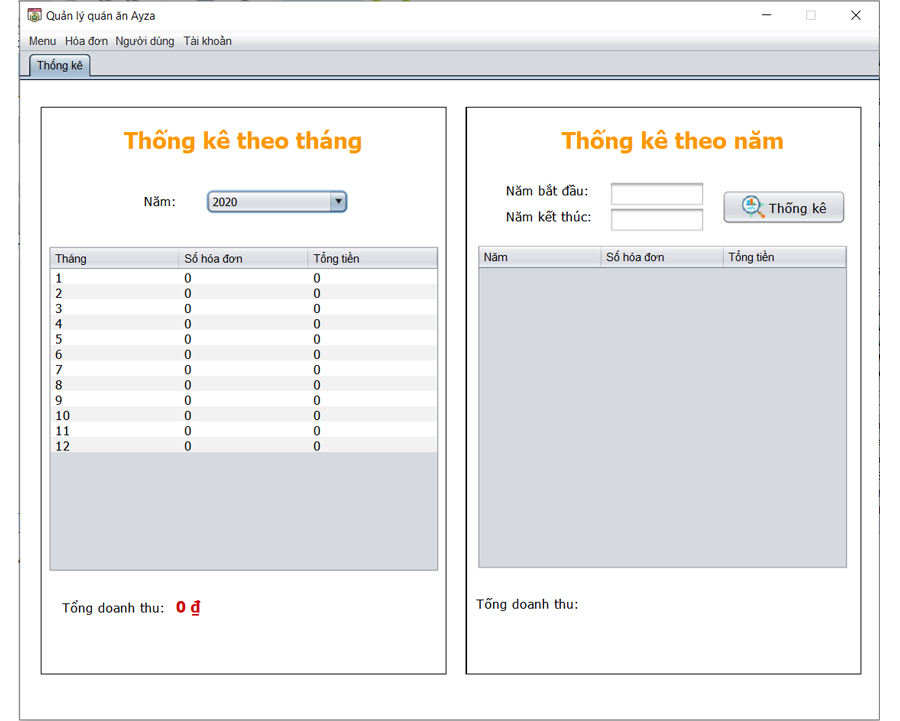 Quản lý quán ăn Ayza
Menu Hóa đơn Người dùng Tài khoản
Thống kê
Thống kê theo tháng
Năm: 2020
Tháng Số hóa đơn Tổng tiền
1 0 0
2 0 0
3 0 0
4 0 0
5 0 0
6 0 0
7 0 0
8 0 0
9 0 0
10 0 0
11 0 0
12 0 0
Tổng doanh thu: 0 ₫
Thống kê theo năm
Năm bắt đầu:
Năm kết thúc:
Thống kê
Năm Số hóa đơn Tổng tiền
Tổng doanh thu: